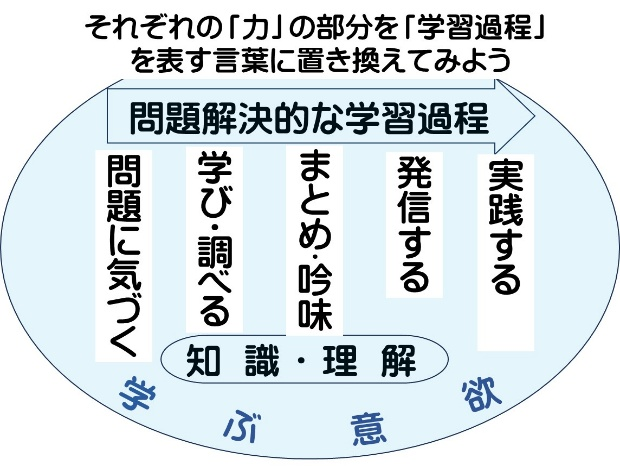 それぞれの「力」の部分を「学習過程」
を表す言葉に置き換えてみよう
問題解決的な学習過程
問題に気づく
学び・調べる
まとめ・吟味
発信する
実践する
知識・理解
学ぶ意欲